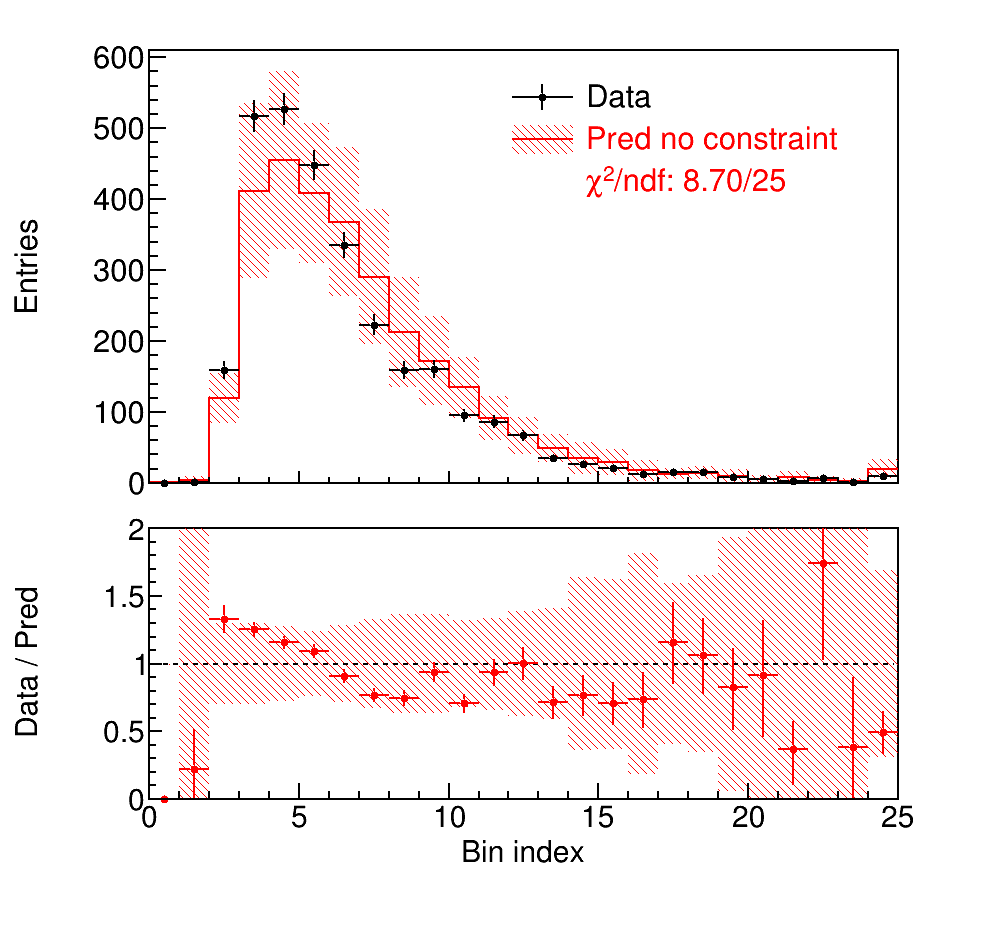 600
500
400
300
200
100
0
Entries
Data
Pred no constraint
χ²/ndf: 8.70/25
2
1.5
1
0.5
0
Data / Pred
0 5 10 15 20 25
Bin index